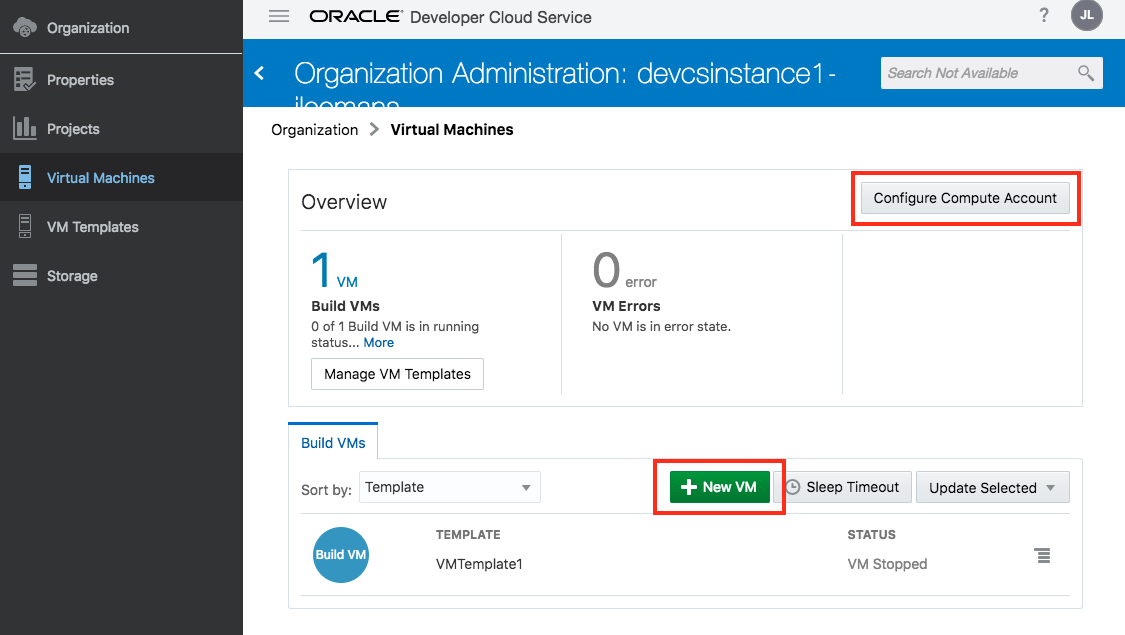 Organization
Properties
Projects
Virtual Machines
VM Templates
Storage
ORACLE® Developer Cloud Service
?
JL
Organization Administration: devcsinstance1-
Search Not Available
Organization > Virtual Machines
Overview
Configure Compute Account
1 VM
Build VMs
0 of 1 Build VM is in running
status... More
Manage VM Templates
0 error
VM Errors
No VM is in error state.
Build VMs
Sort by: Template
New VM
Sleep Timeout
Update Selected
Build VM
TEMPLATE
VMTemplate1
STATUS
VM Stopped